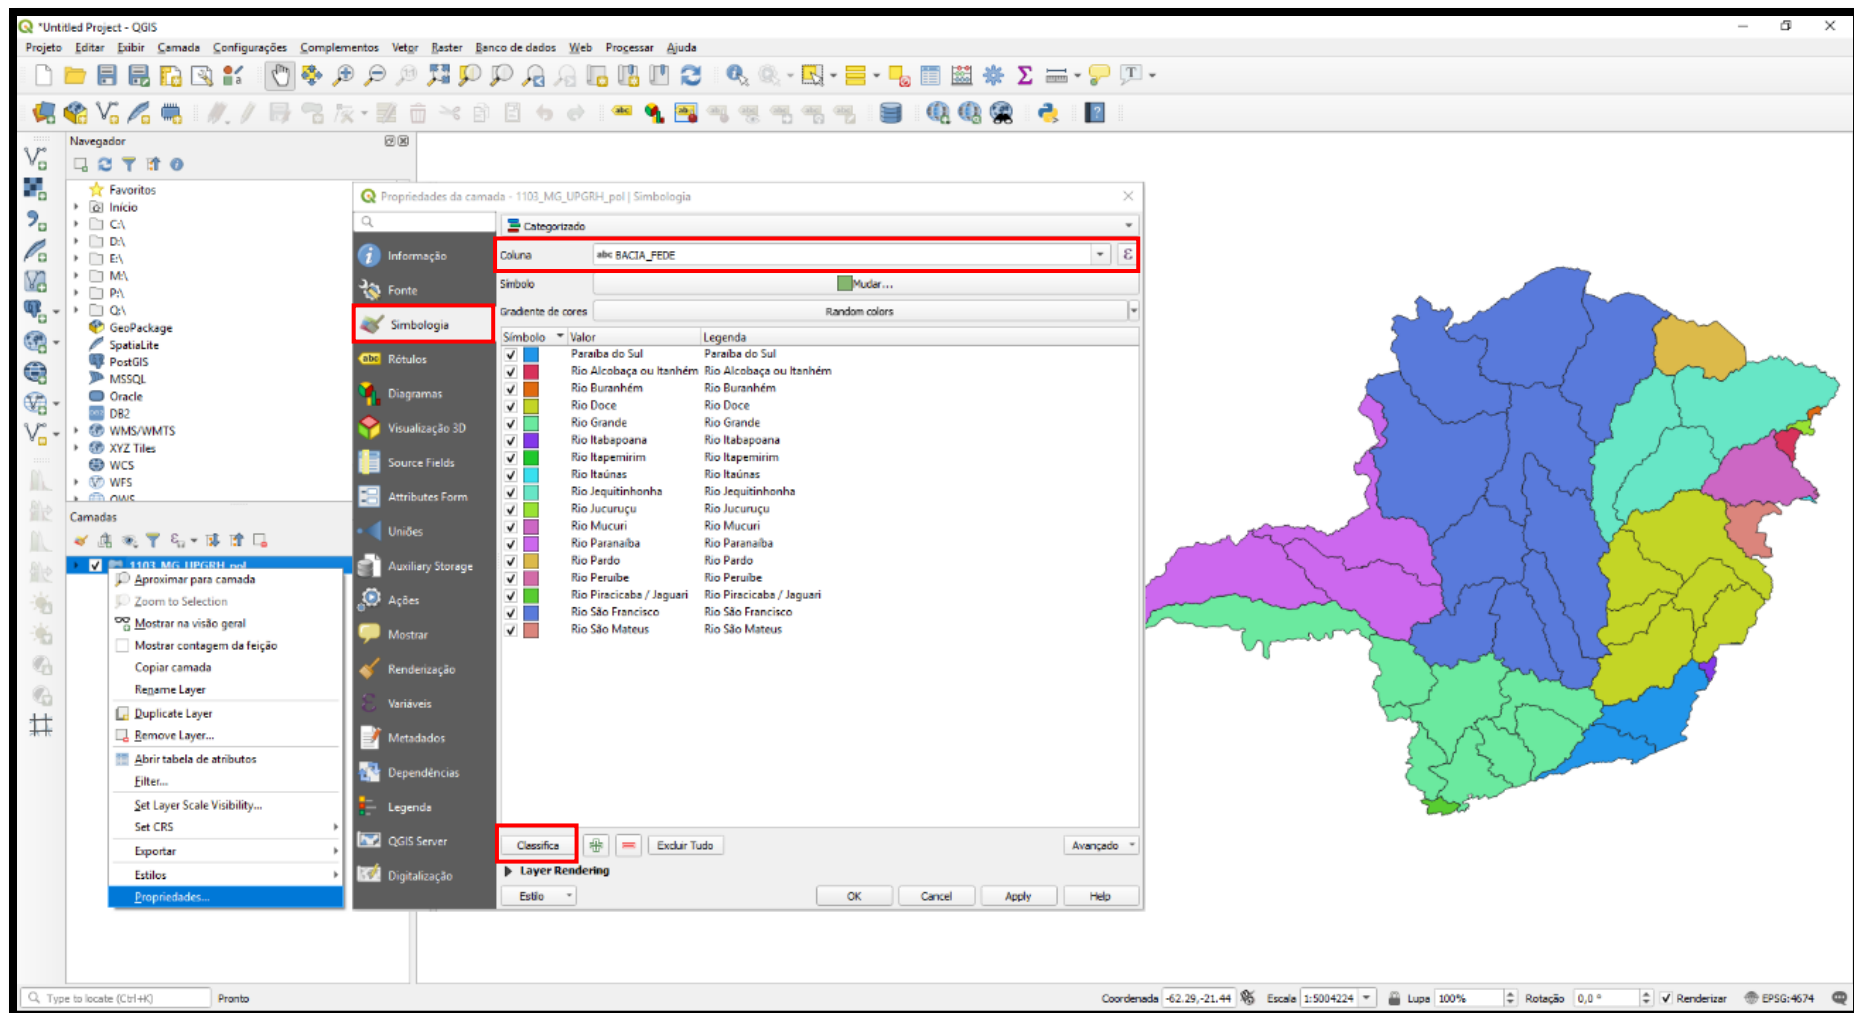 *Untitled Project - QGIS
Projeto Editar Exibir Camada Configurações Complementos Vetor Raster Banco de dados Web Processar Ajuda
Navegador
Favoritos
Início
C:\
D:\
E:\
M:\
P:\
Q:\
GeoPackage
SpatiaLite
PostGIS
MSSQL
Oracle
DB2
WMS/WMTS
XYZ Tiles
WCS
WFS
OWS
Camadas
1103_MG_UPGRH_pol
Aproximar para camada
Zoom to Selection
Mostrar na visão geral
Mostrar contagem da feição
Copiar camada
Rename Layer
Duplicate Layer
Remove Layer...
Abrir tabela de atributos
Filter...
Set Layer Scale Visibility...
Set CRS
Exportar
Estilos
Propriedades...
Propriedades da camada - 1103_MG_UPGRH_pol | Simbologia
Informação
Fonte
Simbologia
Rótulos
Diagramas
Visualização 3D
Source Fields
Attributes Form
Uniões
Auxiliary Storage
Ações
Mostrar
Renderização
Variáveis
Metadados
Dependências
Legenda
QGIS Server
Digitalização
Categorizado
Coluna abc BACIA_FEDE
Símbolo Mudar...
Gradiente de cores Random colors
Símbolo Valor Legenda
Paraíba do Sul Paraíba do Sul
Rio Alcobaça ou Itanhém Rio Alcobaça ou Itanhém
Rio Buranhém Rio Buranhém
Rio Doce Rio Doce
Rio Grande Rio Grande
Rio Itabapoana Rio Itabapoana
Rio Itapemirim Rio Itapemirim
Rio Itaúnas Rio Itaúnas
Rio Jequitinhonha Rio Jequitinhonha
Rio Jucuruçu Rio Jucuruçu
Rio Mucuri Rio Mucuri
Rio Paranaíba Rio Paranaíba
Rio Pardo Rio Pardo
Rio Peruíbe Rio Peruíbe
Rio Piracicaba / Jaguari Rio Piracicaba / Jaguari
Rio São Francisco Rio São Francisco
Rio São Mateus Rio São Mateus
Classifica Excluir Tudo Avançado
Layer Rendering
Estilo OK Cancel Apply Help
Type to locate (Ctrl+K) Pronto Coordenada -62.29,-21.44 Escala 1:5004224 Lupa 100% Rotação 0,0 ° Renderizar EPSG:4674